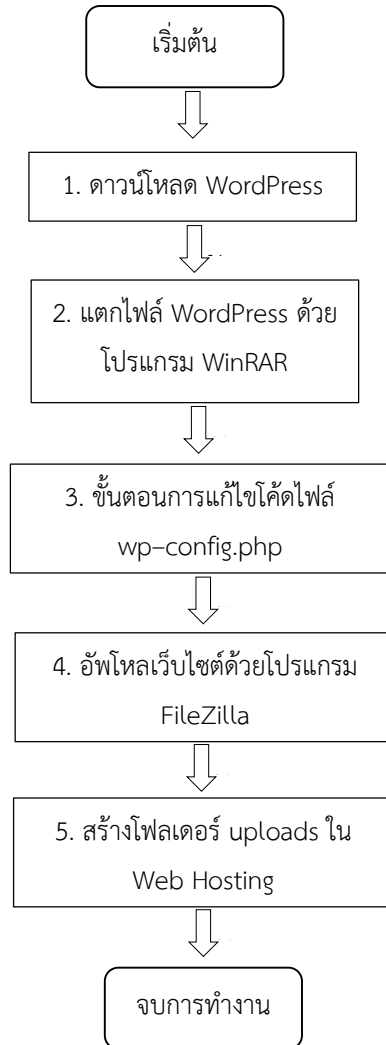 เริ่มต้น
1. ดาวน์โหลด WordPress
2. แตกไฟล์ WordPress ด้วย
โปรแกรม WinRAR
3. ขั้นตอนการแก้ไขโค้ดไฟล์
wp–config.php
4. อัพโหลเว็บไซต์ด้วยโปรแกรม
FileZilla
5. สร้างโฟลเดอร์ uploads ใน
Web Hosting
จบการทำงาน